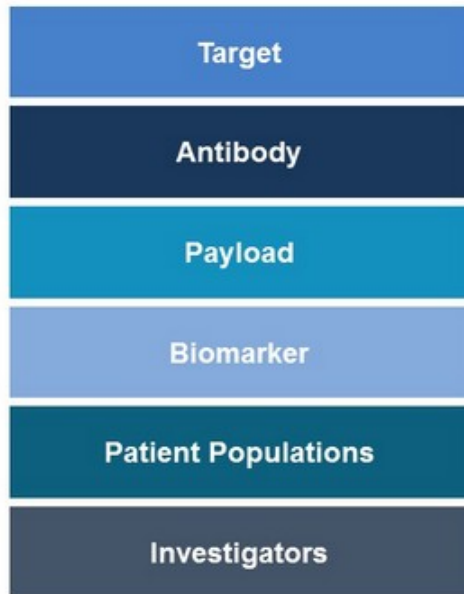 Target
Antibody
Payload
Biomarker
Patient Populations
Investigators